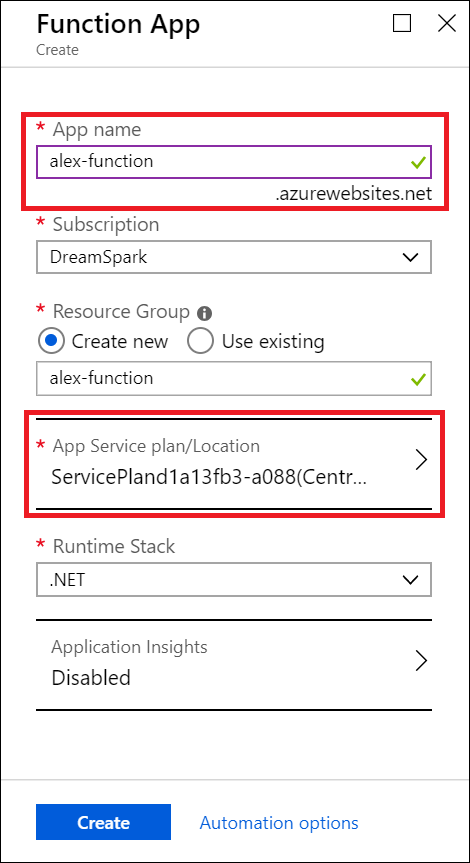 Function App
Create
* App name
alex-function
.azurewebsites.net
* Subscription
DreamSpark
* Resource Group
Create new
Use existing
alex-function
* App Service plan/Location
ServicePland1a13fb3-a088(Centr...
* Runtime Stack
.NET
Application Insights
Disabled
Create
Automation options